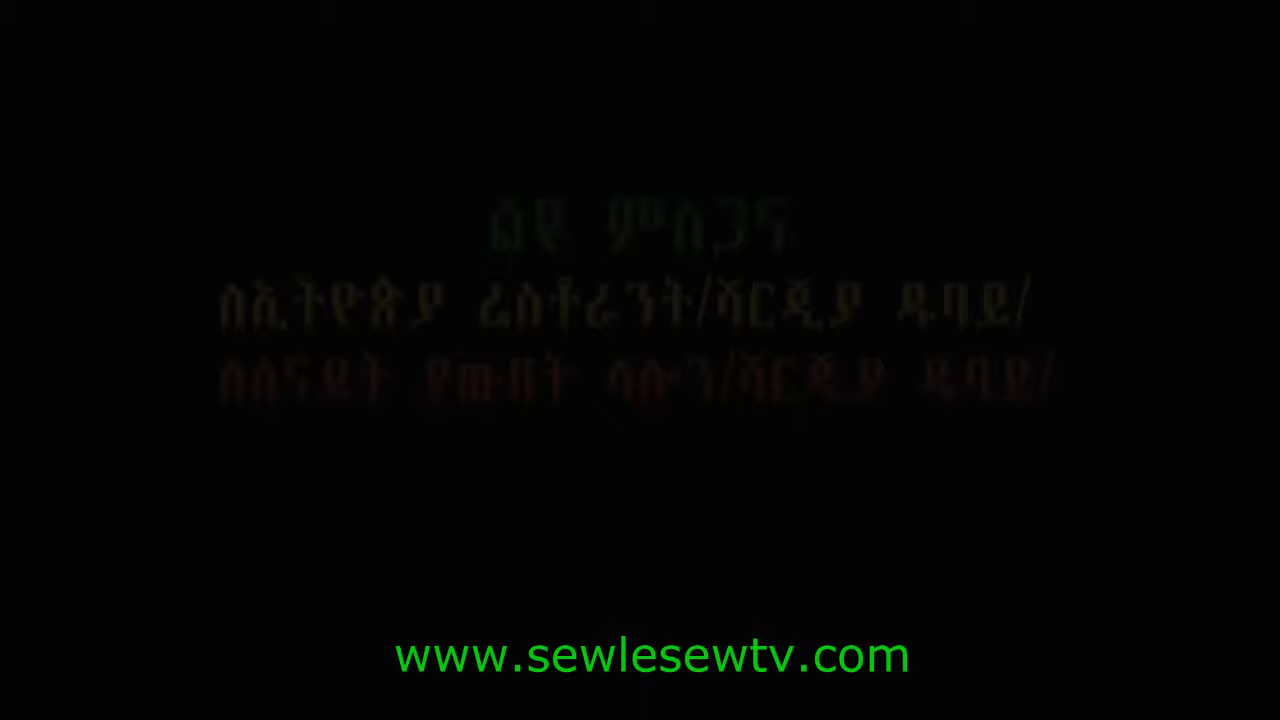 ልዩ ምስጋና
ለኢትዮጵያ ሬስቶራንት/ሻርጂያ ዱባይ/
ለሰናይት የውበት ሳሎን/ሻርጂያ ዱባይ/
www.sewlesewtv.com